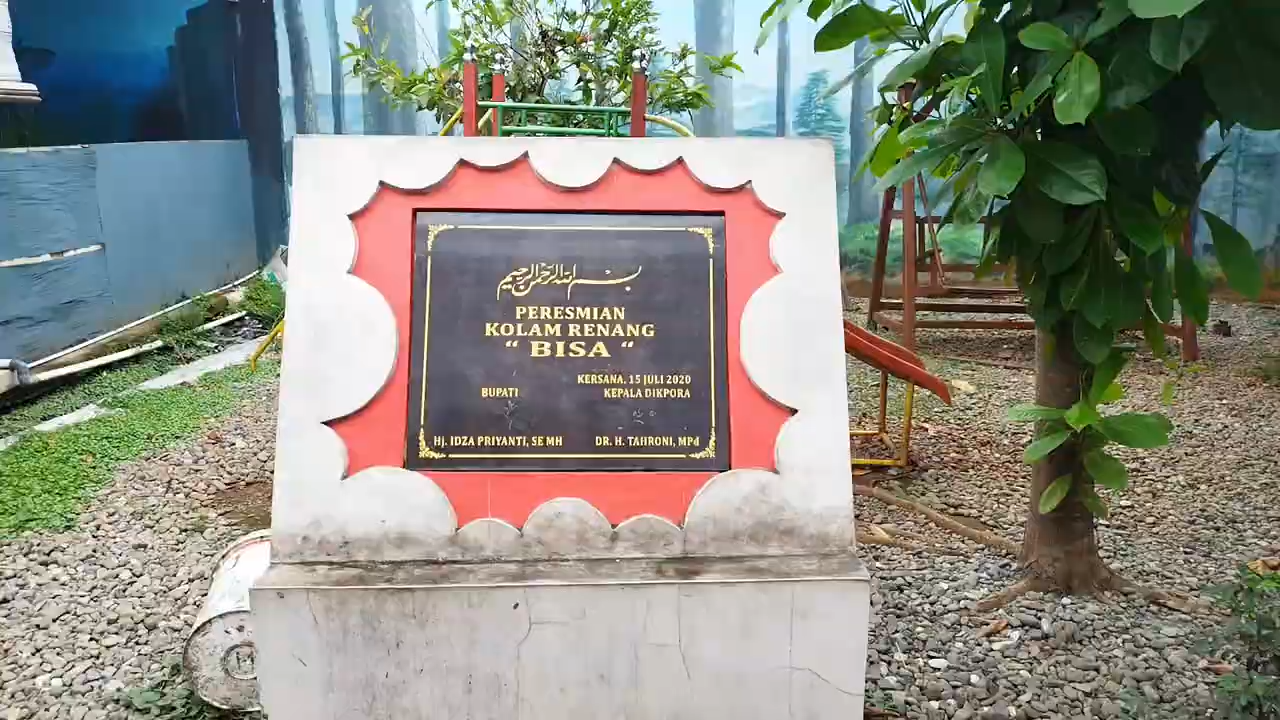 بسم الله الرحمن الرحيم
PERESMIAN
KOLAM RENANG
“ BISA “
KERSANA, 15 JULI 2020
BUPATI KEPALA DIKPORA
Hj. IDZA PRIYANTI, SE MH DR. H. TAHRONI, MPd